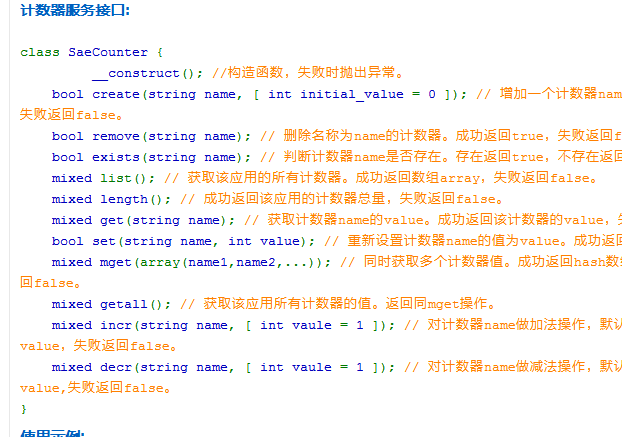 计数器服务接口:
class SaeCounter {
__construct(); //构造函数，失败时抛出异常。
bool create(string name, [ int initial_value = 0 ]); // 增加一个计数器nam
失败返回false。
bool remove(string name); // 删除名称为name的计数器。成功返回true，失败返回f
bool exists(string name); // 判断计数器name是否存在。存在返回true，不存在返回
mixed list(); // 获取该应用的所有计数器。成功返回数组array，失败返回false。
mixed length(); // 成功返回该应用的计数器总量，失败返回false。
mixed get(string name); // 获取计数器name的value。成功返回该计数器的value，失
bool set(string name, int value); // 重新设置计数器name的值为value。成功返回
mixed mget(array(name1,name2,...)); // 同时获取多个计数器值。成功返回hash数组
回false。
mixed getall(); // 获取该应用所有计数器的值。返回同mget操作。
mixed incr(string name, [ int vaule = 1 ]); // 对计数器name做加法操作，默认
value，失败返回false。
mixed decr(string name, [ int vaule = 1 ]); // 对计数器name做减法操作，默认
value,失败返回false。
}
使用示例: